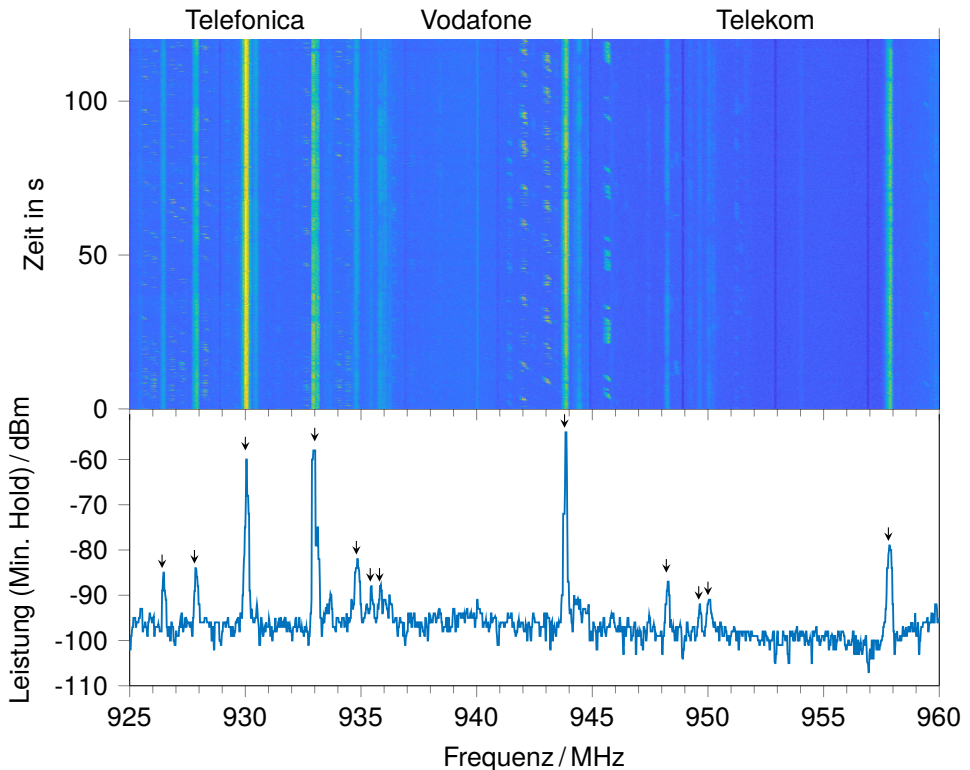 Telefonica Vodafone Telekom
100
50
0
Zeit in s
-60
-70
-80
-90
-100
-110
Leistung (Min. Hold) / dBm
925 930 935 940 945 950 955 960
Frequenz / MHz